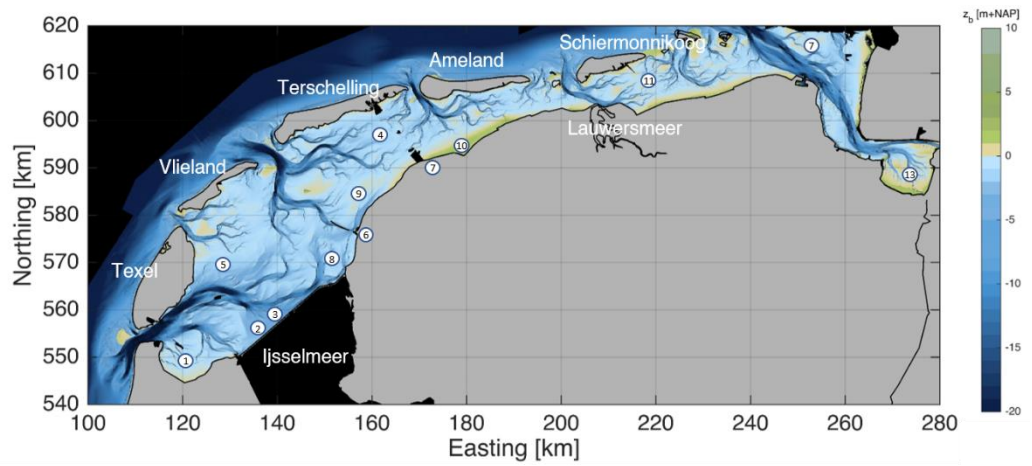 620
610
600
590
580
570
560
550
540
Northing [km]
100 120 140 160 180 200 220 240 260 280
Easting [km]
Schiermonnikoog
Ameland
Terschelling
Lauwersmeer
Vlieland
Texel
Ijsselmeer
7
11
4
10
7
13
9
6
8
5
3
2
1
z_b [m+NAP]
10
5
0
-5
-10
-15
-20